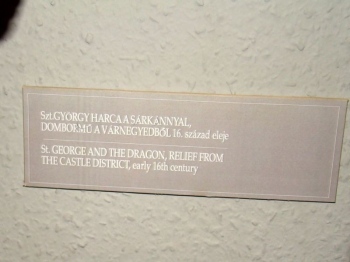 Szt.GYÖRGY HARCA A SÁRKÁNNYAL,
DOMBORMŰ A VÁRNEGYEDBŐL 16. század eleje
St. GEORGE AND THE DRAGON, RELIEF FROM
THE CASTLE DISTRICT, early 16th century